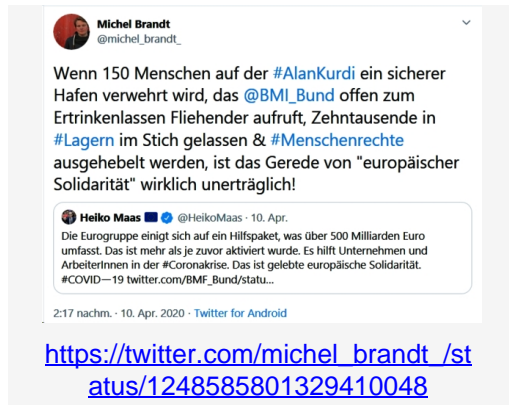 Michel Brandt
@michel_brandt_
Wenn 150 Menschen auf der #AlanKurdi ein sicherer
Hafen verwehrt wird, das @BMI_Bund offen zum
Ertrinkenlassen Fliehender aufruft, Zehntausende in
#Lagern im Stich gelassen & #Menschenrechte
ausgehebelt werden, ist das Gerede von "europäischer
Solidarität" wirklich unerträglich!
Heiko Maas @HeikoMaas · 10. Apr.
Die Eurogruppe einigt sich auf ein Hilfspaket, was über 500 Milliarden Euro
umfasst. Das ist mehr als je zuvor aktiviert wurde. Es hilft Unternehmen und
ArbeiterInnen in der #Coronakrise. Das ist gelebte europäische Solidarität.
#COVID—19 twitter.com/BMF_Bund/statu...
2:17 nachm. · 10. Apr. 2020 · Twitter for Android
https://twitter.com/michel_brandt_/st
atus/1248585801329410048